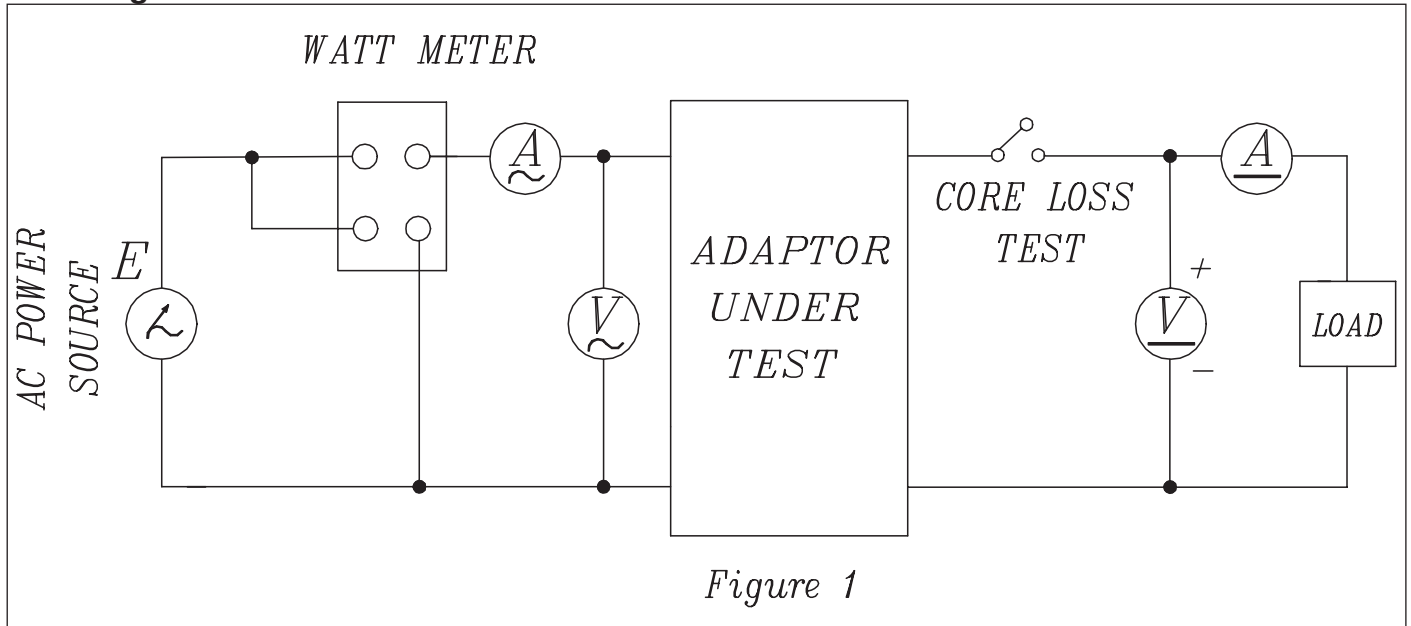 WATT METER
AC POWER
SOURCE
E
A
V
ADAPTOR
UNDER
TEST
CORE LOSS
TEST
A
V
+
−
LOAD
Figure 1